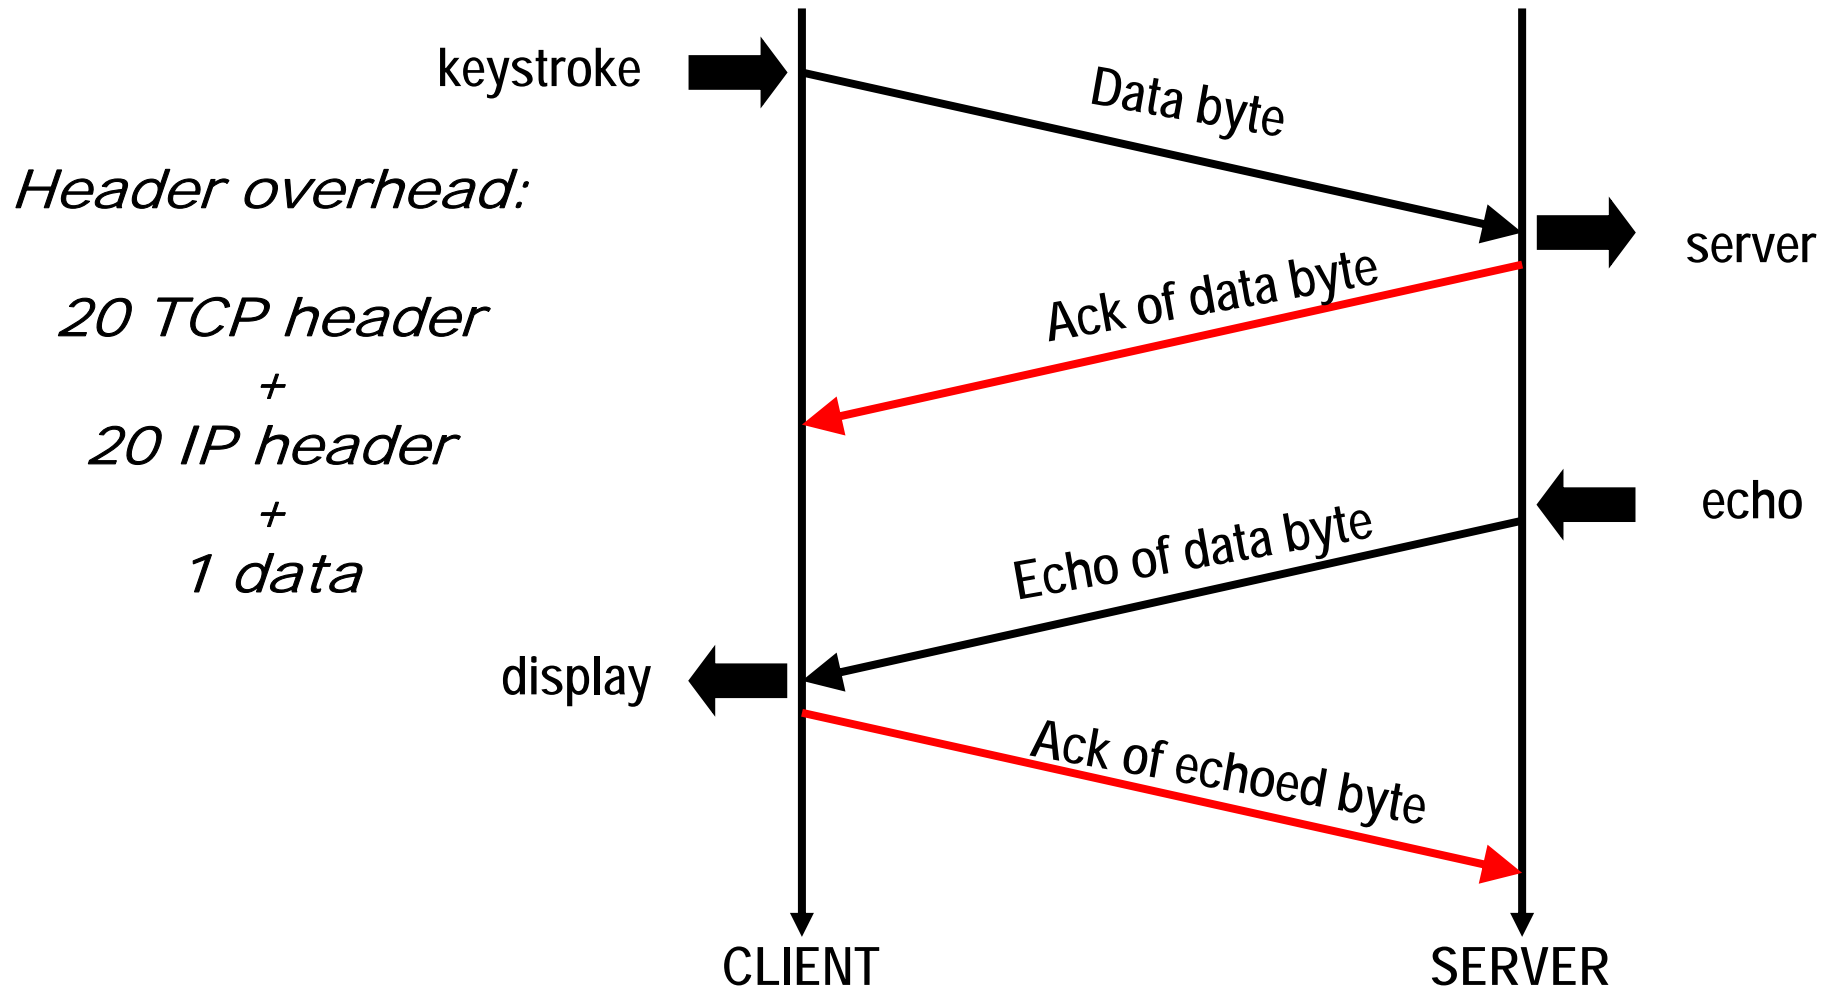 keystroke
Data byte
Header overhead:
server
Ack of data byte
20 TCP header
+
20 IP header
+
1 data
echo
Echo of data byte
display
Ack of echoed byte
CLIENT
SERVER